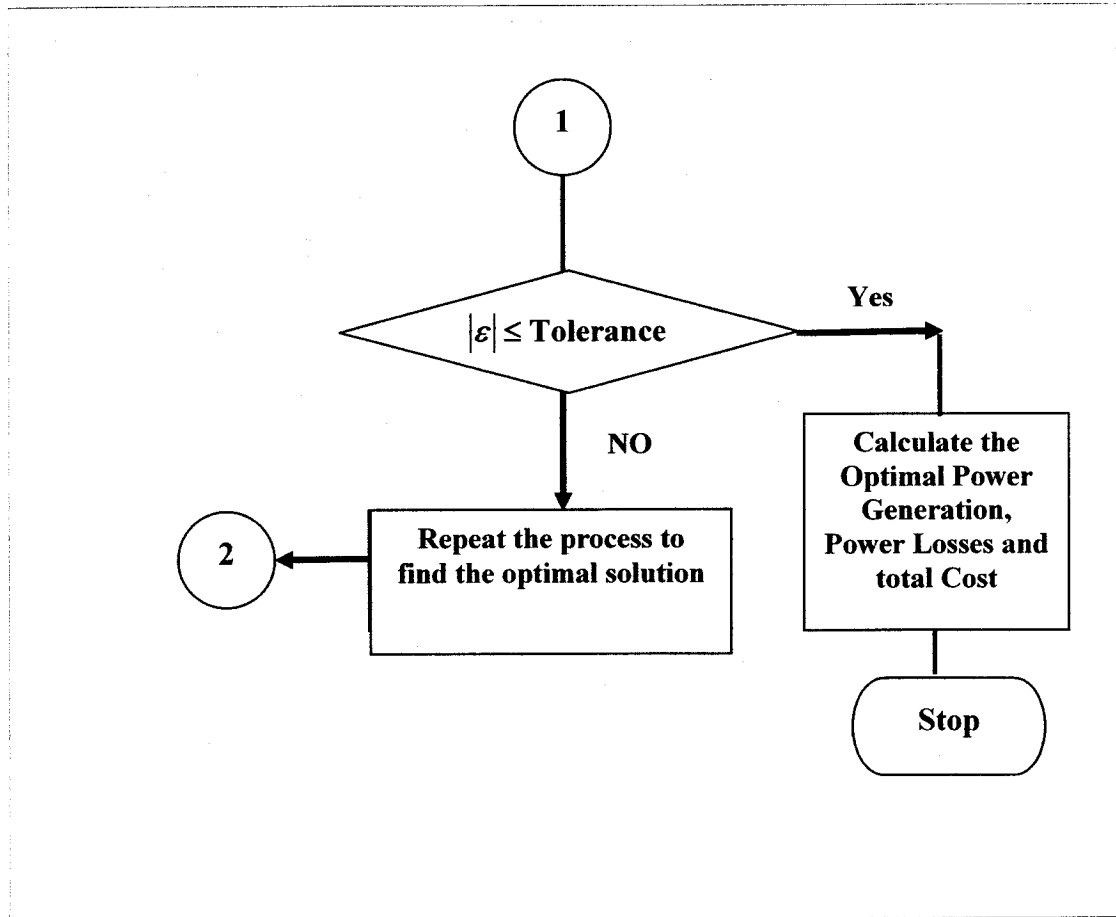 1
|ε| ≤ Tolerance
Yes
NO
Calculate the
Optimal Power
Generation,
Power Losses and
total Cost
Repeat the process to
find the optimal solution
2
Stop